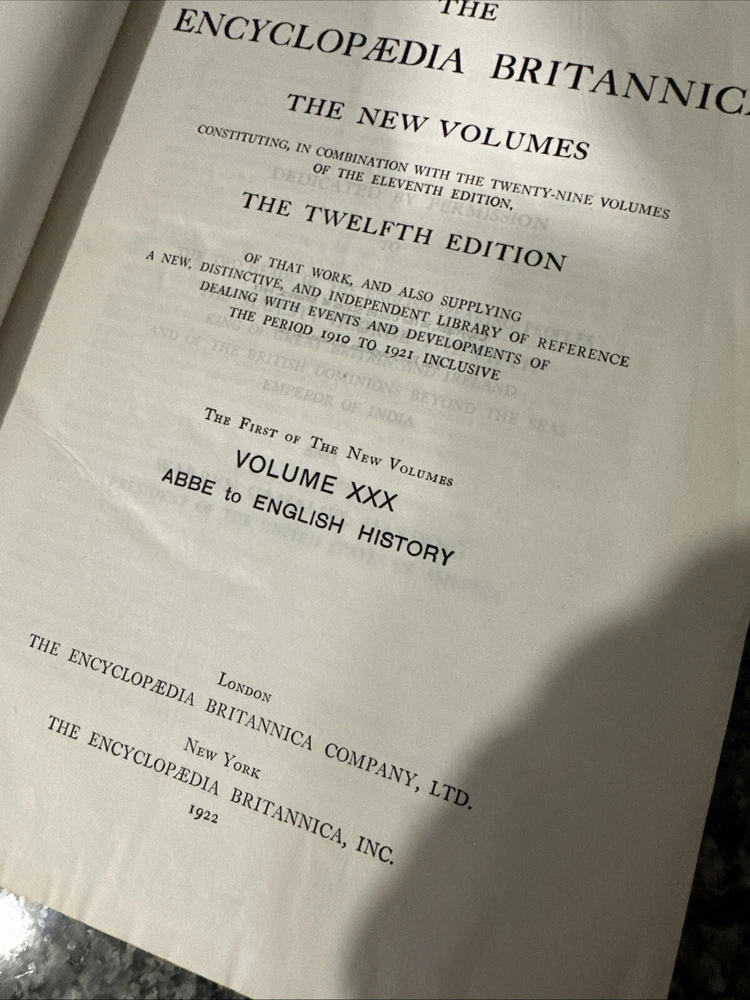 THE
ENCYCLOPÆDIA BRITANNIC
THE NEW VOLUMES
CONSTITUTING, IN COMBINATION WITH THE TWENTY-NINE VOLUMES
OF THE ELEVENTH EDITION,
THE TWELFTH EDITION
OF THAT WORK, AND ALSO SUPPLYING
A NEW, DISTINCTIVE, AND INDEPENDENT LIBRARY OF REFERENCE
DEALING WITH EVENTS AND DEVELOPMENTS OF
THE PERIOD 1910 TO 1921 INCLUSIVE
The First of The New Volumes
VOLUME XXX
ABBE to ENGLISH HISTORY
London
THE ENCYCLOPÆDIA BRITANNICA COMPANY, LTD.
New York
THE ENCYCLOPÆDIA BRITANNICA, INC.
1922